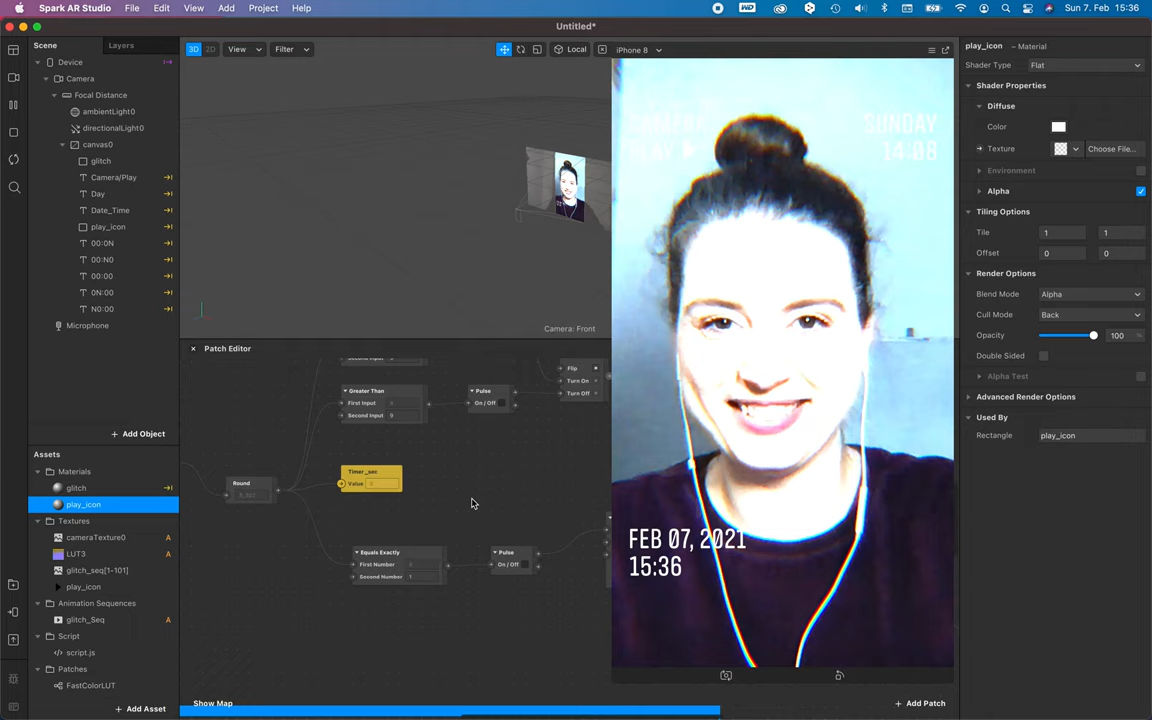 Spark AR Studio File Edit View Add Project Help Sun 7. Feb 15:36
Untitled*
Scene Layers
Device
Camera
Focal Distance
ambientLight0
directionalLight0
canvas0
glitch
Camera/Play
Day
Date_Time
play_icon
00:0N
00:N0
00:00
0N:00
N0:00
Microphone
+ Add Object
Assets
Materials
glitch
play_icon
Textures
cameraTexture0 A
LUT3 A
glitch_seq[1-101]
play_icon
Animation Sequences
glitch_Seq A
Script
script.js
Patches
FastColorLUT
+ Add Asset
3D 2D View Filter Local iPhone 8
Camera: Front
CAMERA
PLAY
SUNDAY
14:08
FEB 07, 2021
15:36
Patch Editor
Flip
Turn On
Turn Off
Greater Than
First Input
Second Input 9
Pulse
On / Off
Timer_sec
Value
Round
Equals Exactly
First Number
Second Number 1
Pulse
On / Off
Show Map
+ Add Patch
play_icon – Material
Shader Type Flat
Shader Properties
Diffuse
Color
Texture Choose File...
Environment
Alpha
Tiling Options
Tile 1 1
Offset 0 0
Render Options
Blend Mode Alpha
Cull Mode Back
Opacity 100 %
Double Sided
Alpha Test
Advanced Render Options
Used By
Rectangle play_icon